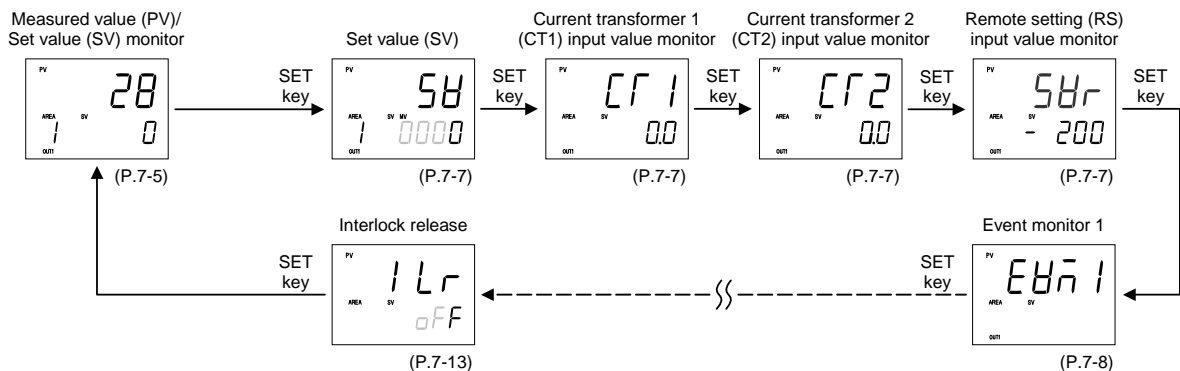 Measured value (PV)/
Set value (SV) monitor
Set value (SV)
Current transformer 1
(CT1) input value monitor
Current transformer 2
(CT2) input value monitor
Remote setting (RS)
input value monitor
PV
28
AREA SV
1 0
OUT1
(P.7-5)
SET
key
PV
SV
AREA SV MV
1 0000
OUT1
(P.7-7)
SET
key
PV
CT1
AREA SV
0.0
OUT1
(P.7-7)
SET
key
PV
CT2
AREA SV
0.0
OUT1
(P.7-7)
SET
key
PV
SVr
AREA SV
- 200
OUT1
(P.7-7)
SET
key
Event monitor 1
PV
EVM1
AREA SV
OUT1
(P.7-8)
SET
key
Interlock release
PV
ILr
AREA SV
oFF
(P.7-13)
SET
key